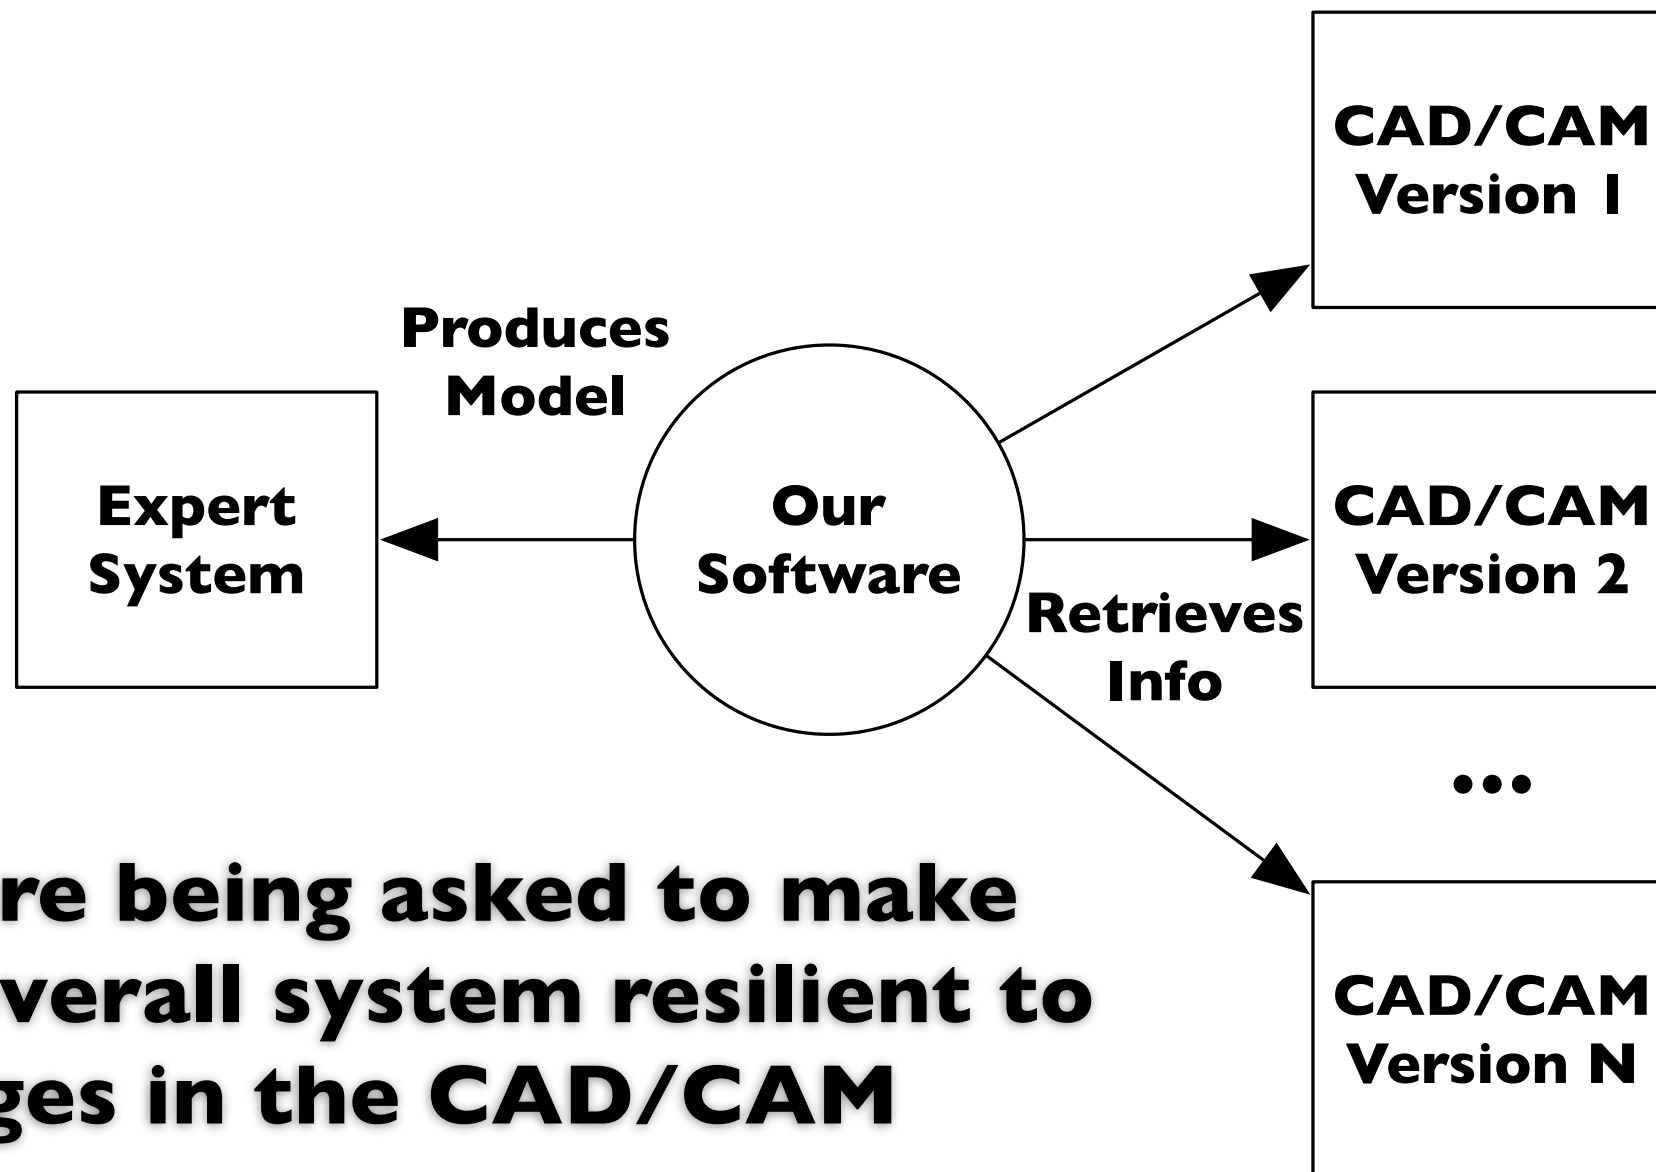 CAD/CAM
Version 1
Produces
Model
Expert
System
Our
Software
CAD/CAM
Version 2
Retrieves
Info
...
CAD/CAM
Version N
re being asked to make
verall system resilient to
ges in the CAD/CAM